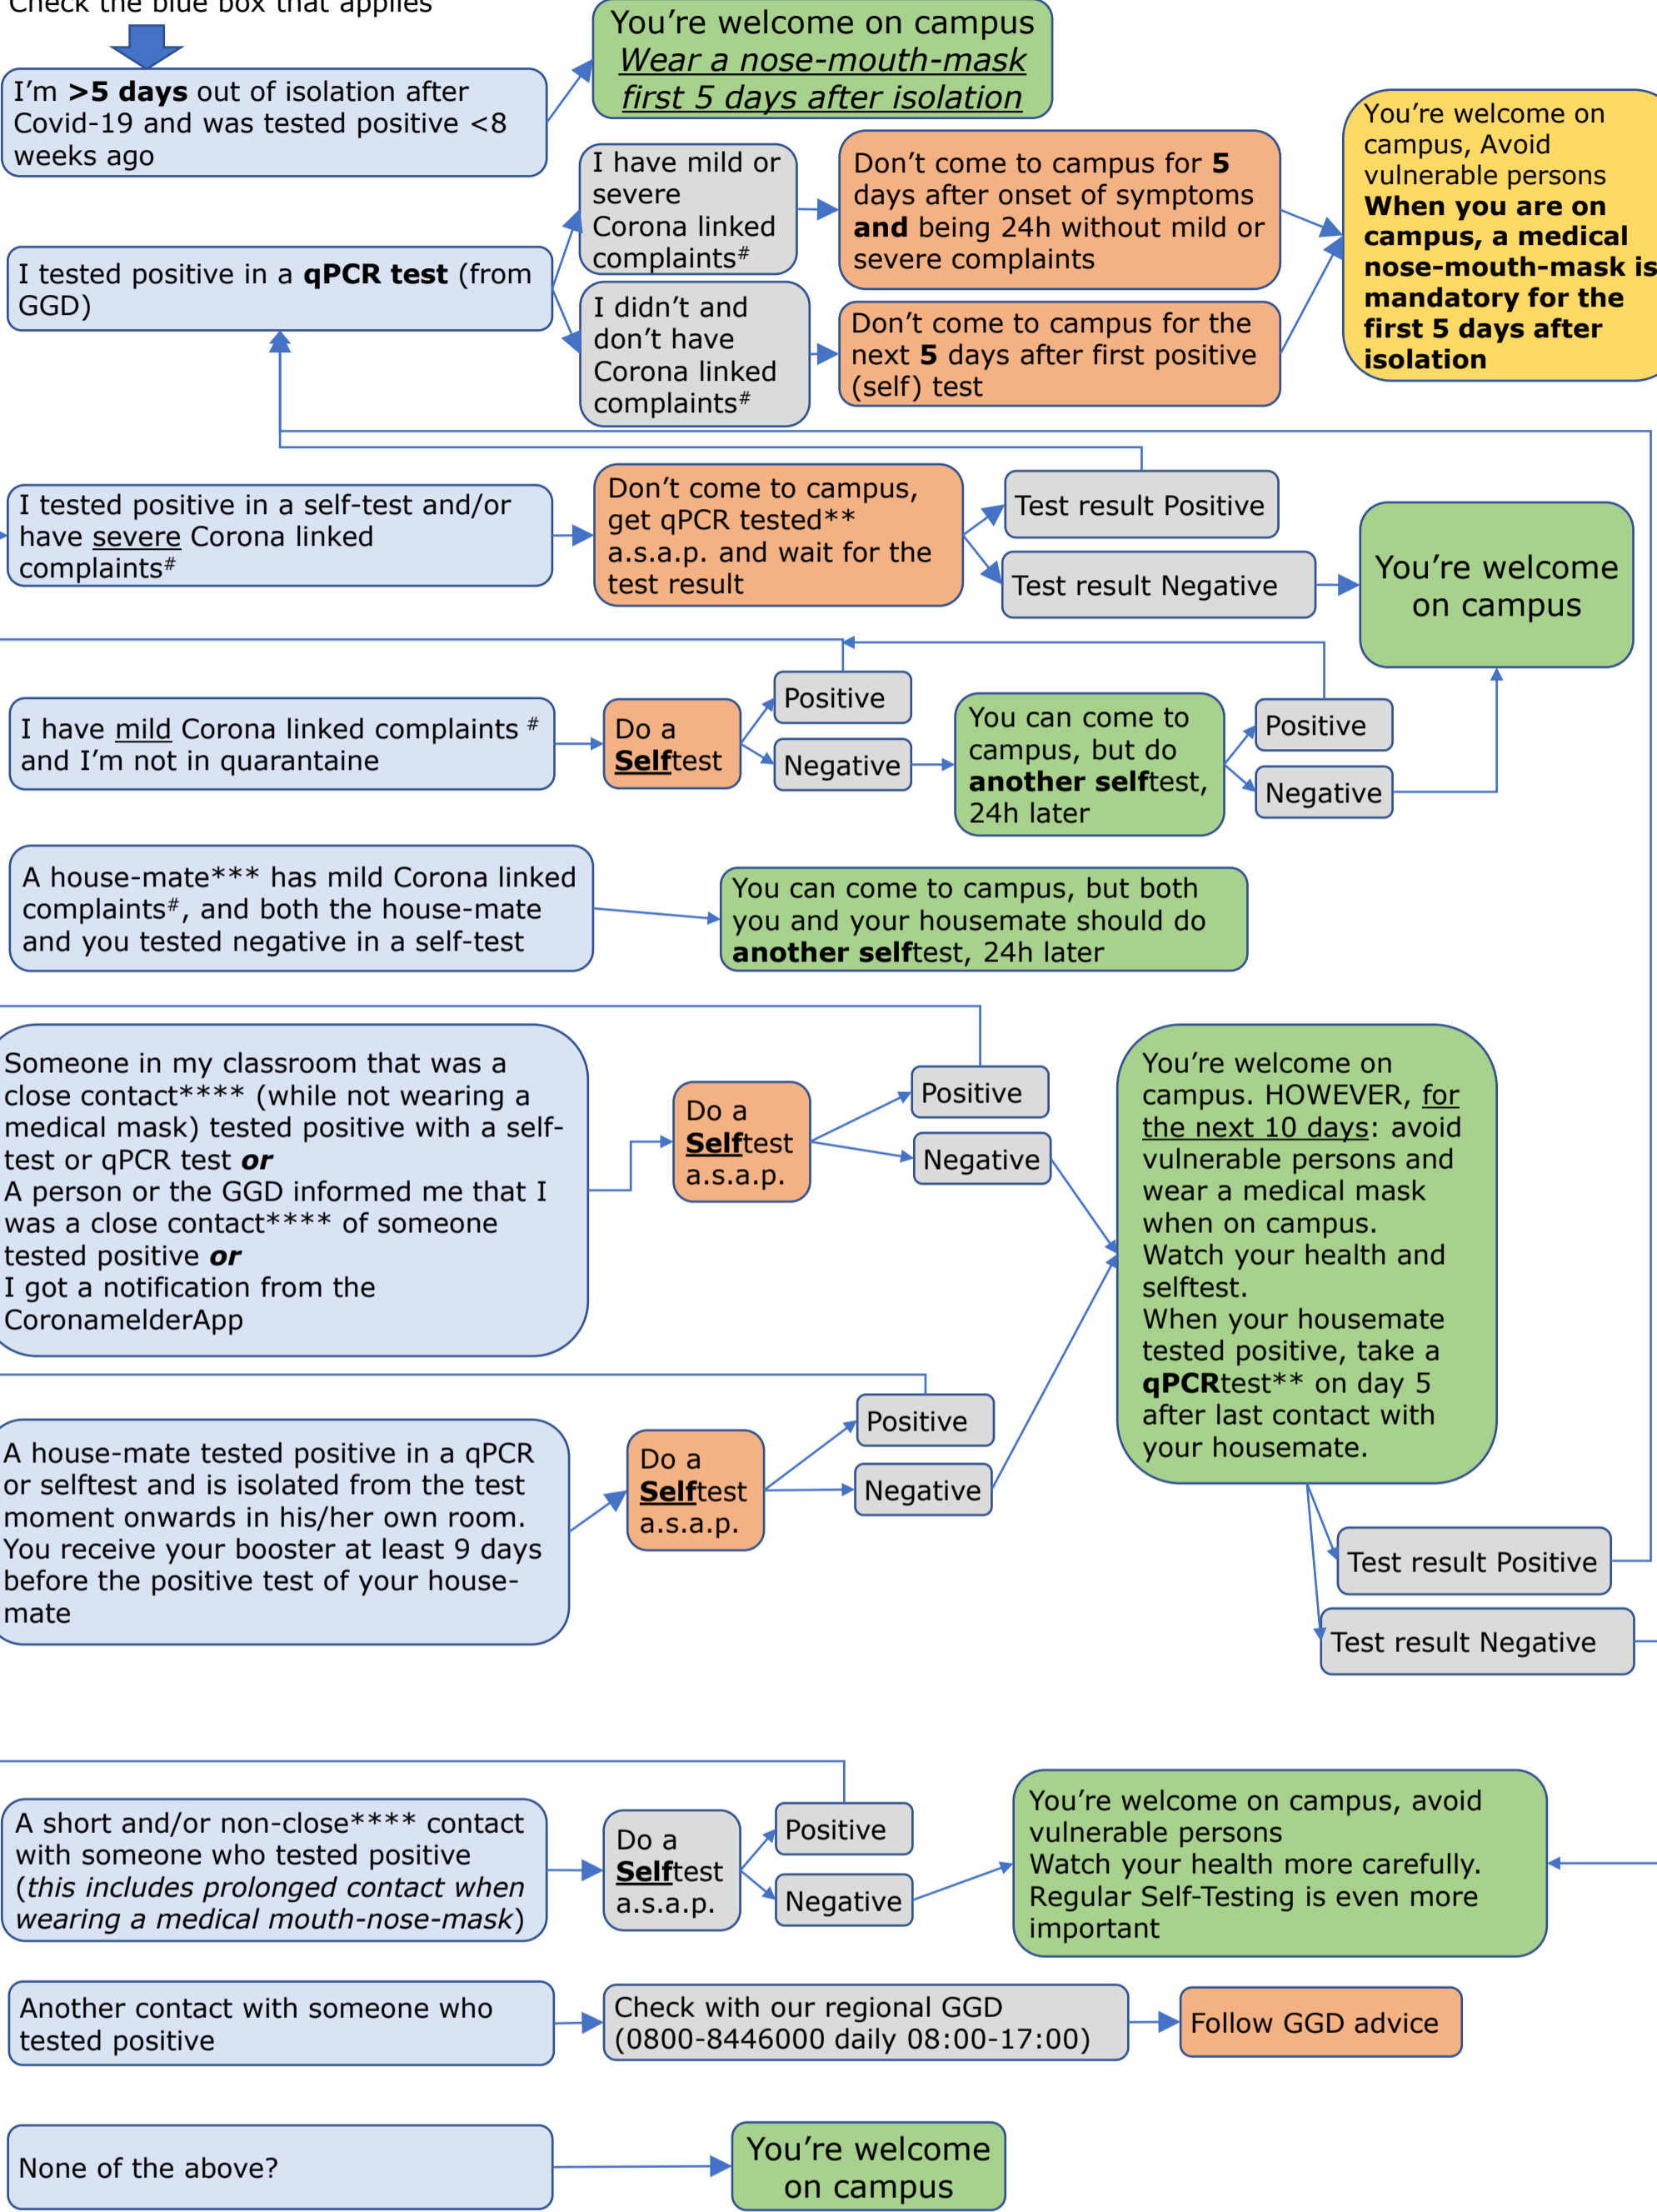 Check the blue box that applies
You’re welcome on campus
Wear a nose-mouth-mask
first 5 days after isolation
I’m >5 days out of isolation after
Covid-19 and was tested positive <8
weeks ago
I tested positive in a qPCR test (from
GGD)
I have mild or
severe
Corona linked
complaints#
Don’t come to campus for 5
days after onset of symptoms
and being 24h without mild or
severe complaints
I didn’t and
don’t have
Corona linked
complaints#
Don’t come to campus for the
next 5 days after first positive
(self) test
You’re welcome on
campus, Avoid
vulnerable persons
When you are on
campus, a medical
nose-mouth-mask is
mandatory for the
first 5 days after
isolation
I tested positive in a self-test and/or
have severe Corona linked
complaints#
Don’t come to campus,
get qPCR tested**
a.s.a.p. and wait for the
test result
Test result Positive
Test result Negative
You’re welcome
on campus
I have mild Corona linked complaints #
and I’m not in quarantaine
Do a
Selftest
Positive
Negative
You can come to
campus, but do
another selftest,
24h later
Positive
Negative
A house-mate*** has mild Corona linked
complaints#, and both the house-mate
and you tested negative in a self-test
You can come to campus, but both
you and your housemate should do
another selftest, 24h later
Someone in my classroom that was a
close contact**** (while not wearing a
medical mask) tested positive with a self-
test or qPCR test or
A person or the GGD informed me that I
was a close contact**** of someone
tested positive or
I got a notification from the
CoronamelderApp
Do a
Selftest
a.s.a.p.
Positive
Negative
You’re welcome on
campus. HOWEVER, for
the next 10 days: avoid
vulnerable persons and
wear a medical mask
when on campus.
Watch your health and
selftest.
When your housemate
tested positive, take a
qPCRtest** on day 5
after last contact with
your housemate.
A house-mate tested positive in a qPCR
or selftest and is isolated from the test
moment onwards in his/her own room.
You receive your booster at least 9 days
before the positive test of your house-
mate
Do a
Selftest
a.s.a.p.
Positive
Negative
Test result Positive
Test result Negative
A short and/or non-close**** contact
with someone who tested positive
(this includes prolonged contact when
wearing a medical mouth-nose-mask)
Do a
Selftest
a.s.a.p.
Positive
Negative
You’re welcome on campus, avoid
vulnerable persons
Watch your health more carefully.
Regular Self-Testing is even more
important
Another contact with someone who
tested positive
Check with our regional GGD
(0800-8446000 daily 08:00-17:00)
Follow GGD advice
None of the above?
You’re welcome
on campus